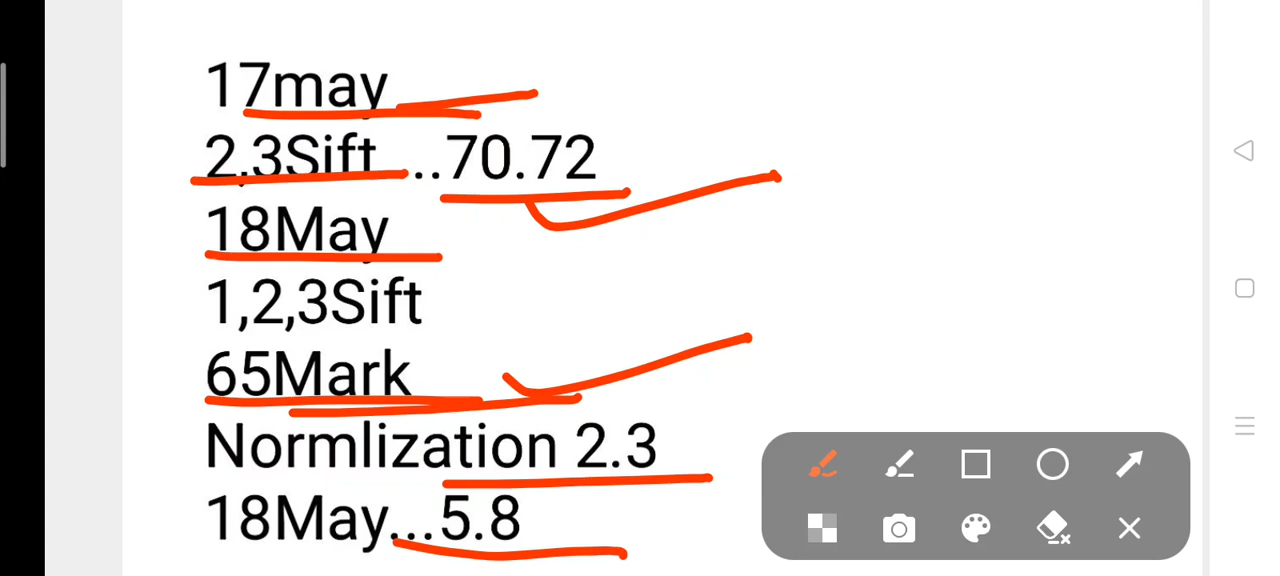 17may
2,3Sift ..70.72
18May
1,2,3Sift
65Mark
Normlization 2.3
18May...5.8